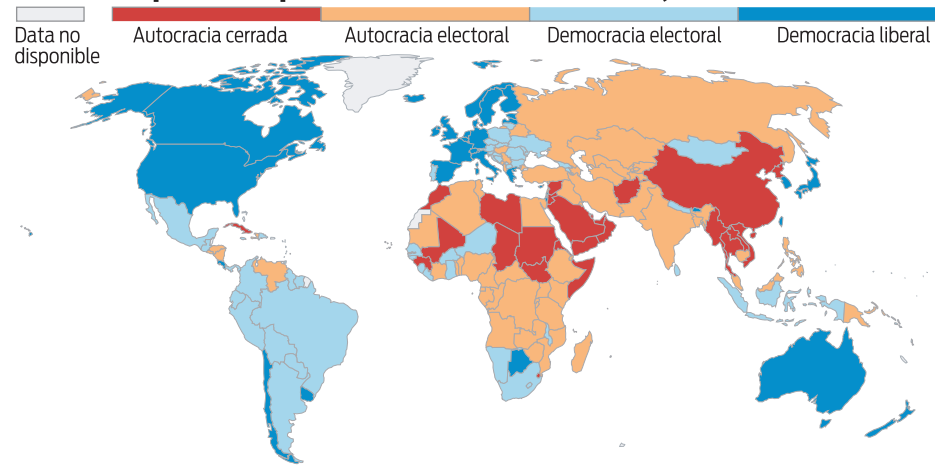 Data no
disponible
Autocracia cerrada
Autocracia electoral
Democracia electoral
Democracia liberal